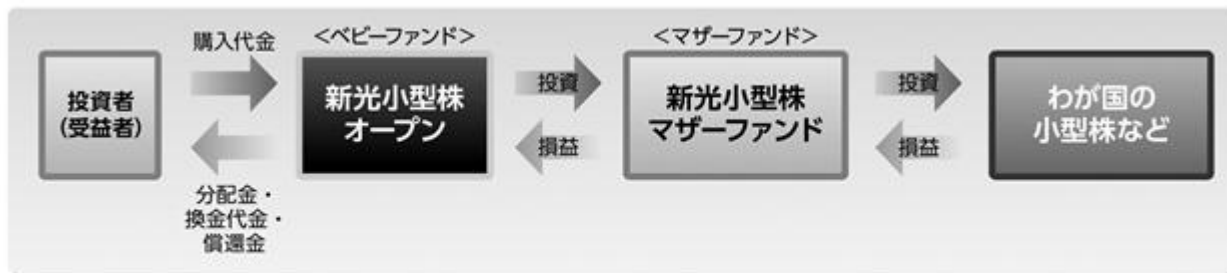 購入代金
<ベビーファンド>
<マザーファンド>
投資者
(受益者)
新光小型株
オープン
投資
損益
新光小型株
マザーファンド
投資
損益
わが国の
小型株など
分配金・
換金代金・
償還金